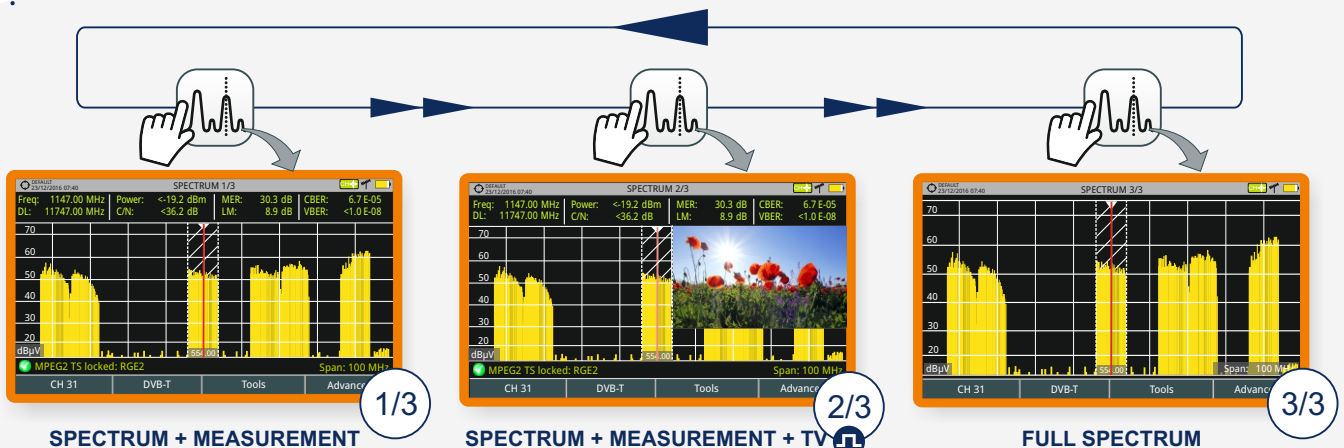 DEFAULT
23/12/2016 07:40
SPECTRUM 1/3
CH
Freq: 1147.00 MHz Power: <-19.2 dBm MER: 30.3 dB CBER: 6.7 E-05
DL: 11747.00 MHz C/N: <36.2 dB LM: 8.9 dB VBER: <1.0 E-08
70
60
50
40
30
20
dBµV
MPEG2 TS locked: RGE2 Span: 100 MHz
CH 31 DVB-T Tools Advance
1/3
SPECTRUM + MEASUREMENT
DEFAULT
23/12/2016 07:40
SPECTRUM 2/3
CH
Freq: 1147.00 MHz Power: <-19.2 dBm MER: 30.3 dB CBER: 6.7 E-05
DL: 11747.00 MHz C/N: <36.2 dB LM: 8.9 dB VBER: <1.0 E-08
70
60
50
40
30
20
dBµV
MPEG2 TS locked: RGE2 Span: 100 MHz
CH 31 DVB-T Tools Advance
2/3
SPECTRUM + MEASUREMENT + TV
DEFAULT
23/12/2016 07:40
SPECTRUM 3/3
CH
70
60
50
40
30
20
dBµV
Span: 100 MHz
CH 31 DVB-T Tools Advance
3/3
FULL SPECTRUM